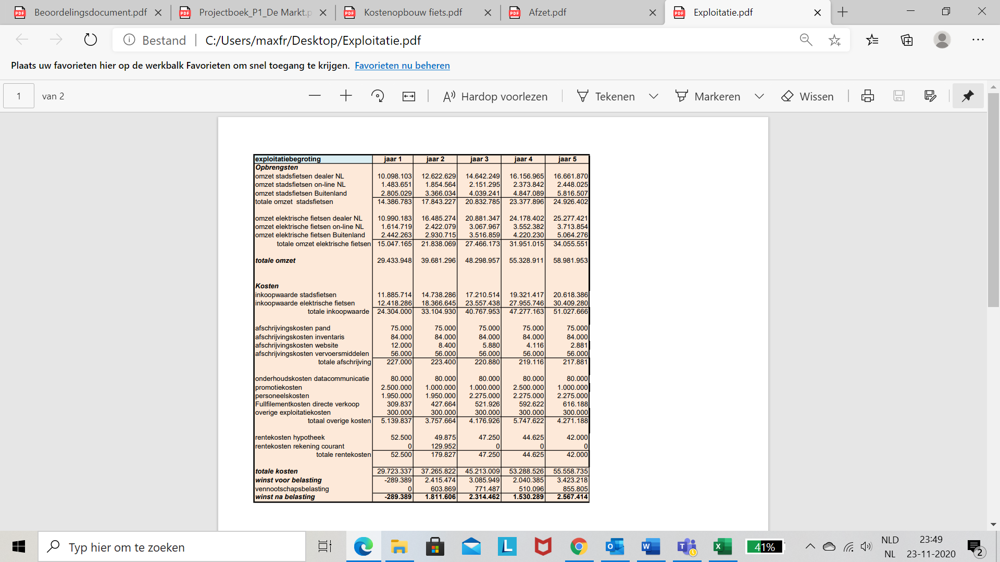 Beoordelingsdocument.pdf
Projectboek_P1_De Markt.p
Kostenopbouw fiets.pdf
Afzet.pdf
Exploitatie.pdf
Bestand | C:/Users/maxfr/Desktop/Exploitatie.pdf
Plaats uw favorieten hier op de werkbalk Favorieten om snel toegang te krijgen. Favorieten nu beheren
1 van 2 Hardop voorlezen Tekenen Markeren Wissen
exploitatiebegroting jaar 1 jaar 2 jaar 3 jaar 4 jaar 5
Opbrengsten
omzet stadsfietsen dealer NL 10.098.103 12.622.629 14.642.249 16.156.965 16.661.870
omzet stadsfietsen on-line NL 1.483.651 1.854.564 2.151.295 2.373.842 2.448.025
omzet stadsfietsen Buitenland 2.805.029 3.366.034 4.039.241 4.847.089 5.816.507
totale omzet stadsfietsen 14.386.783 17.843.227 20.832.785 23.377.896 24.926.402
omzet elektrische fietsen dealer NL 10.990.183 16.485.274 20.881.347 24.178.402 25.277.421
omzet elektrische fietsen on-line NL 1.614.719 2.422.079 3.067.967 3.552.382 3.713.854
omzet elektrische fietsen Buitenland 2.442.263 2.930.715 3.516.859 4.220.230 5.064.276
totale omzet elektrische fietsen 15.047.165 21.838.069 27.466.173 31.951.015 34.055.551
totale omzet 29.433.948 39.681.296 48.298.957 55.328.911 58.981.953
Kosten
inkoopwaarde stadsfietsen 11.885.714 14.738.286 17.210.514 19.321.417 20.618.386
inkoopwaarde elektrische fietsen 12.418.286 18.366.645 23.557.438 27.955.746 30.409.280
totale inkoopwaarde 24.304.000 33.104.930 40.767.953 47.277.163 51.027.666
afschrijvingskosten pand 75.000 75.000 75.000 75.000 75.000
afschrijvingskosten inventaris 84.000 84.000 84.000 84.000 84.000
afschrijvingskosten website 12.000 8.400 5.880 4.116 2.881
afschrijvingskosten vervoersmiddelen 56.000 56.000 56.000 56.000 56.000
totale afschrijving 227.000 223.400 220.880 219.116 217.881
onderhoudskosten datacommunicatie 80.000 80.000 80.000 80.000 80.000
promotiekosten 2.500.000 1.000.000 1.000.000 2.500.000 1.000.000
personeelskosten 1.950.000 1.950.000 2.275.000 2.275.000 2.275.000
Fullfilementkosten directe verkoop 309.837 427.664 521.926 592.622 616.188
overige exploitatiekosten 300.000 300.000 300.000 300.000 300.000
totaal overige kosten 5.139.837 3.757.664 4.176.926 5.747.622 4.271.188
rentekosten hypotheek 52.500 49.875 47.250 44.625 42.000
rentekosten rekening courant 0 129.952 0 0 0
totale rentekosten 52.500 179.827 47.250 44.625 42.000
totale kosten 29.723.337 37.265.822 45.213.009 53.288.526 55.558.735
winst voor belasting -289.389 2.415.474 3.085.949 2.040.385 3.423.218
vennootschapsbelasting 0 603.869 771.487 510.096 855.805
winst na belasting -289.389 1.811.606 2.314.462 1.530.289 2.567.414
Typ hier om te zoeken
41%
NLD
NL
23:49
23-11-2020
2